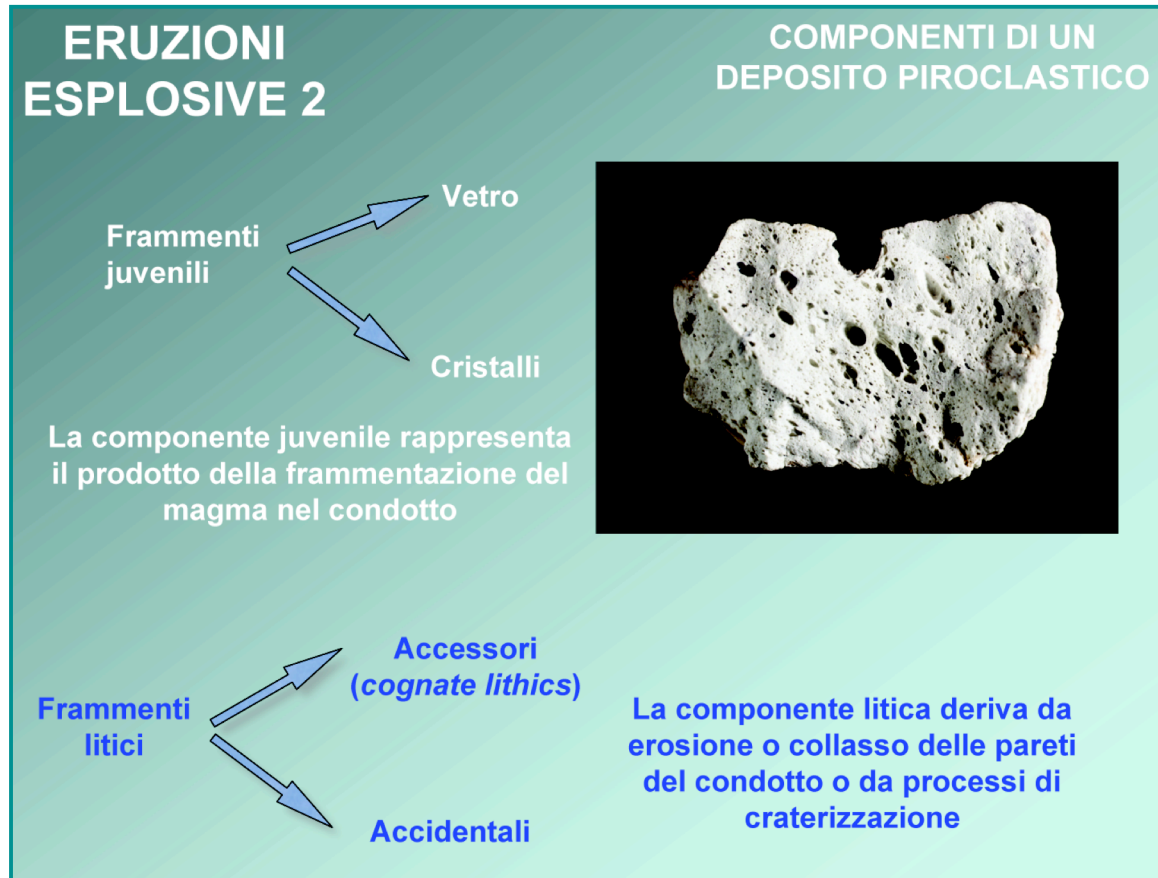 ERUZIONI
ESPLOSIVE 2
COMPONENTI DI UN
DEPOSITO PIROCLASTICO
Vetro
Frammenti
juvenili
Cristalli
La componente juvenile rappresenta
il prodotto della frammentazione del
magma nel condotto
Accessori
(cognate lithics)
Frammenti
litici
Accidentali
La componente litica deriva da
erosione o collasso delle pareti
del condotto o da processi di
craterizzazione